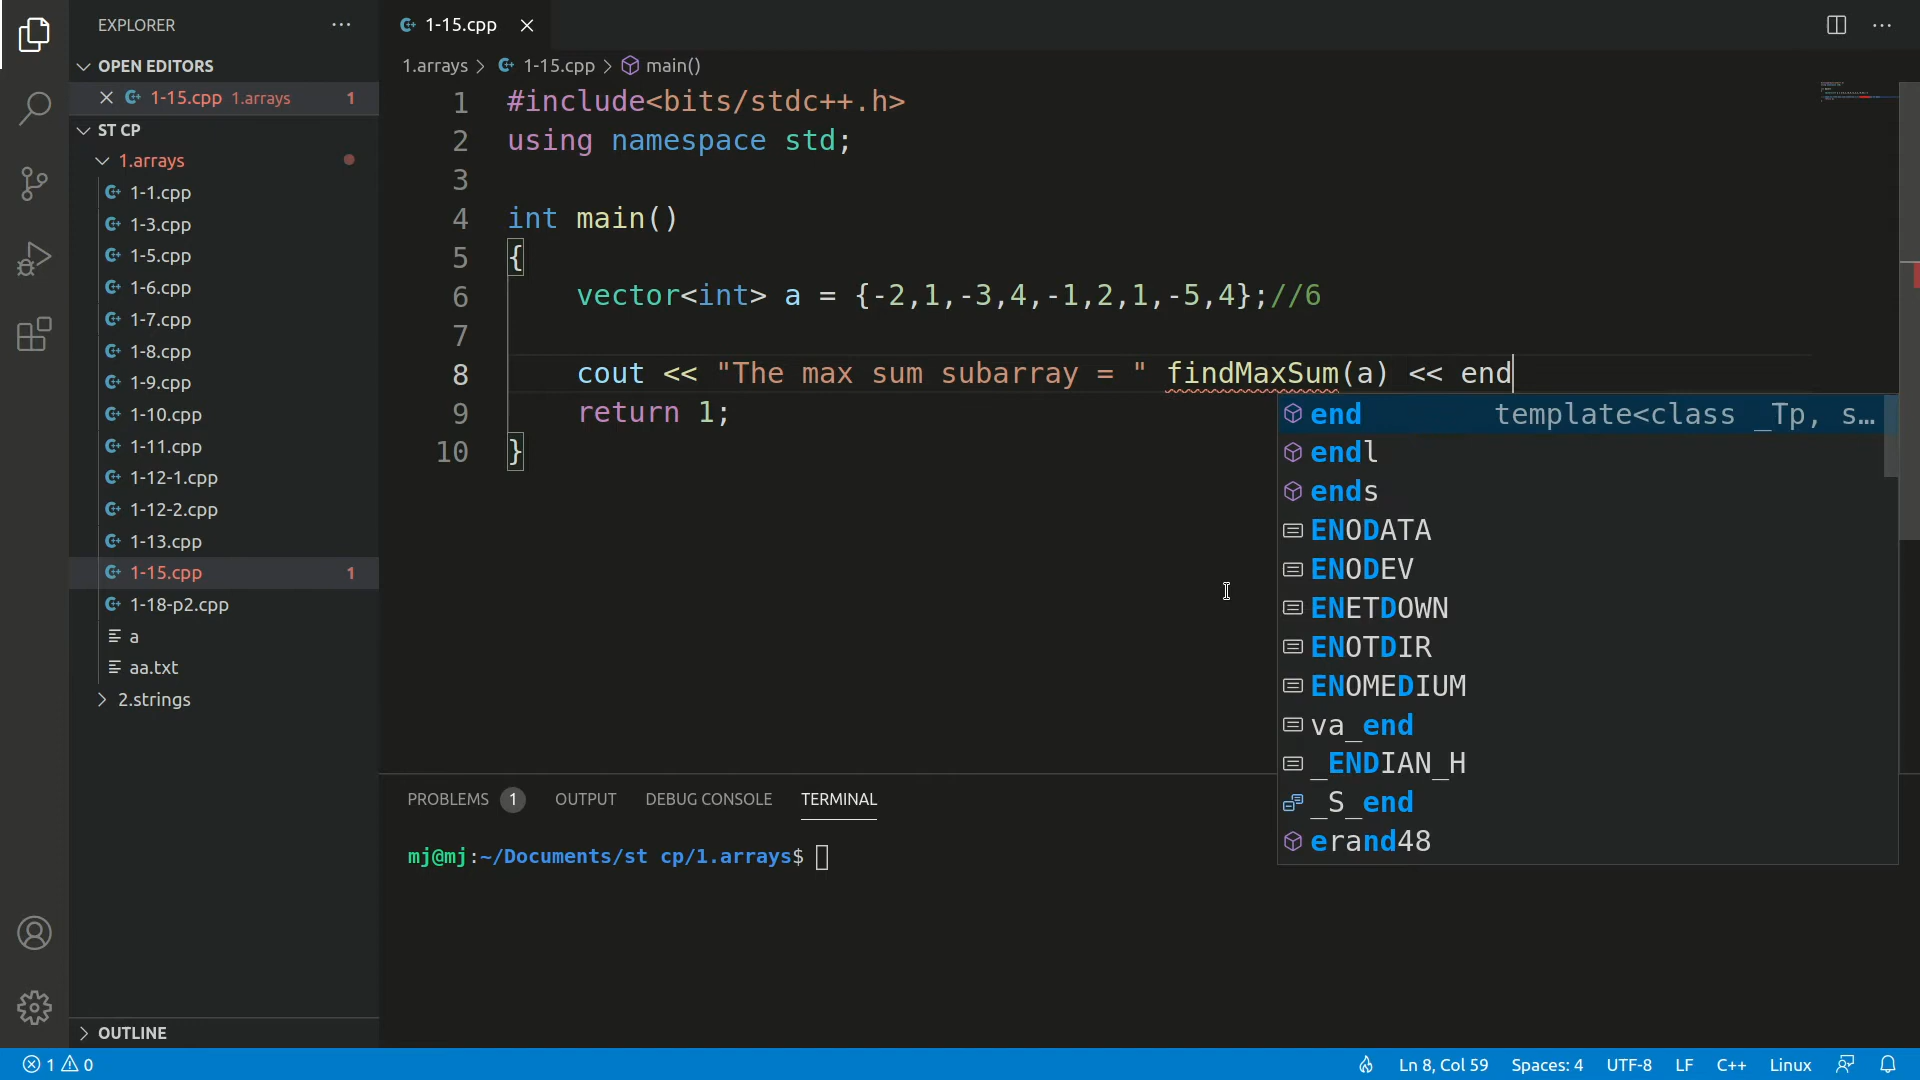 EXPLORER
OPEN EDITORS
1-15.cpp 1.arrays 1
ST CP
1.arrays
1-1.cpp
1-3.cpp
1-5.cpp
1-6.cpp
1-7.cpp
1-8.cpp
1-9.cpp
1-10.cpp
1-11.cpp
1-12-1.cpp
1-12-2.cpp
1-13.cpp
1-15.cpp 1
1-18-p2.cpp
a
aa.txt
2.strings
OUTLINE
1-15.cpp
1.arrays > 1-15.cpp > main()
1 #include<bits/stdc++.h>
2 using namespace std;
3
4 int main()
5 {
6 vector<int> a = {-2,1,-3,4,-1,2,1,-5,4};//6
7
8 cout << "The max sum subarray = " findMaxSum(a) << end
9 return 1;
10 }
end template<class _Tp, s…
endl
ends
ENODATA
ENODEV
ENETDOWN
ENOTDIR
ENOMEDIUM
va_end
_ENDIAN_H
_S_end
erand48
PROBLEMS 1 OUTPUT DEBUG CONSOLE TERMINAL
mj@mj:~/Documents/st cp/1.arrays$
1 0 Ln 8, Col 59 Spaces: 4 UTF-8 LF C++ Linux